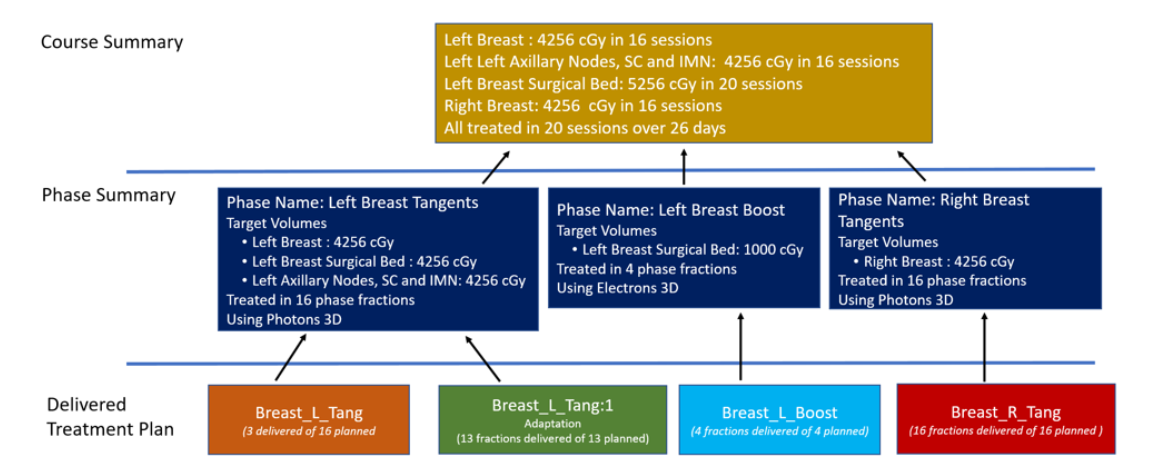 Course Summary
Left Breast : 4256 cGy in 16 sessions
Left Left Axillary Nodes, SC and IMN: 4256 cGy in 16 sessions
Left Breast Surgical Bed: 5256 cGy in 20 sessions
Right Breast: 4256 cGy in 16 sessions
All treated in 20 sessions over 26 days
Phase Summary
Phase Name: Left Breast Tangents
Target Volumes
• Left Breast : 4256 cGy
• Left Breast Surgical Bed : 4256 cGy
• Left Axillary Nodes, SC and IMN: 4256 cGy
Treated in 16 phase fractions
Using Photons 3D
Phase Name: Left Breast Boost
Target Volumes
• Left Breast Surgical Bed: 1000 cGy
Treated in 4 phase fractions
Using Electrons 3D
Phase Name: Right Breast
Tangents
Target Volumes
• Right Breast : 4256 cGy
Treated in 16 phase fractions
Using Photons 3D
Delivered
Treatment Plan
Breast_L_Tang
(3 delivered of 16 planned
Breast_L_Tang:1
Adaptation
(13 fractions delivered of 13 planned)
Breast_L_Boost
(4 fractions delivered of 4 planned)
Breast_R_Tang
(16 fractions delivered of 16 planned )